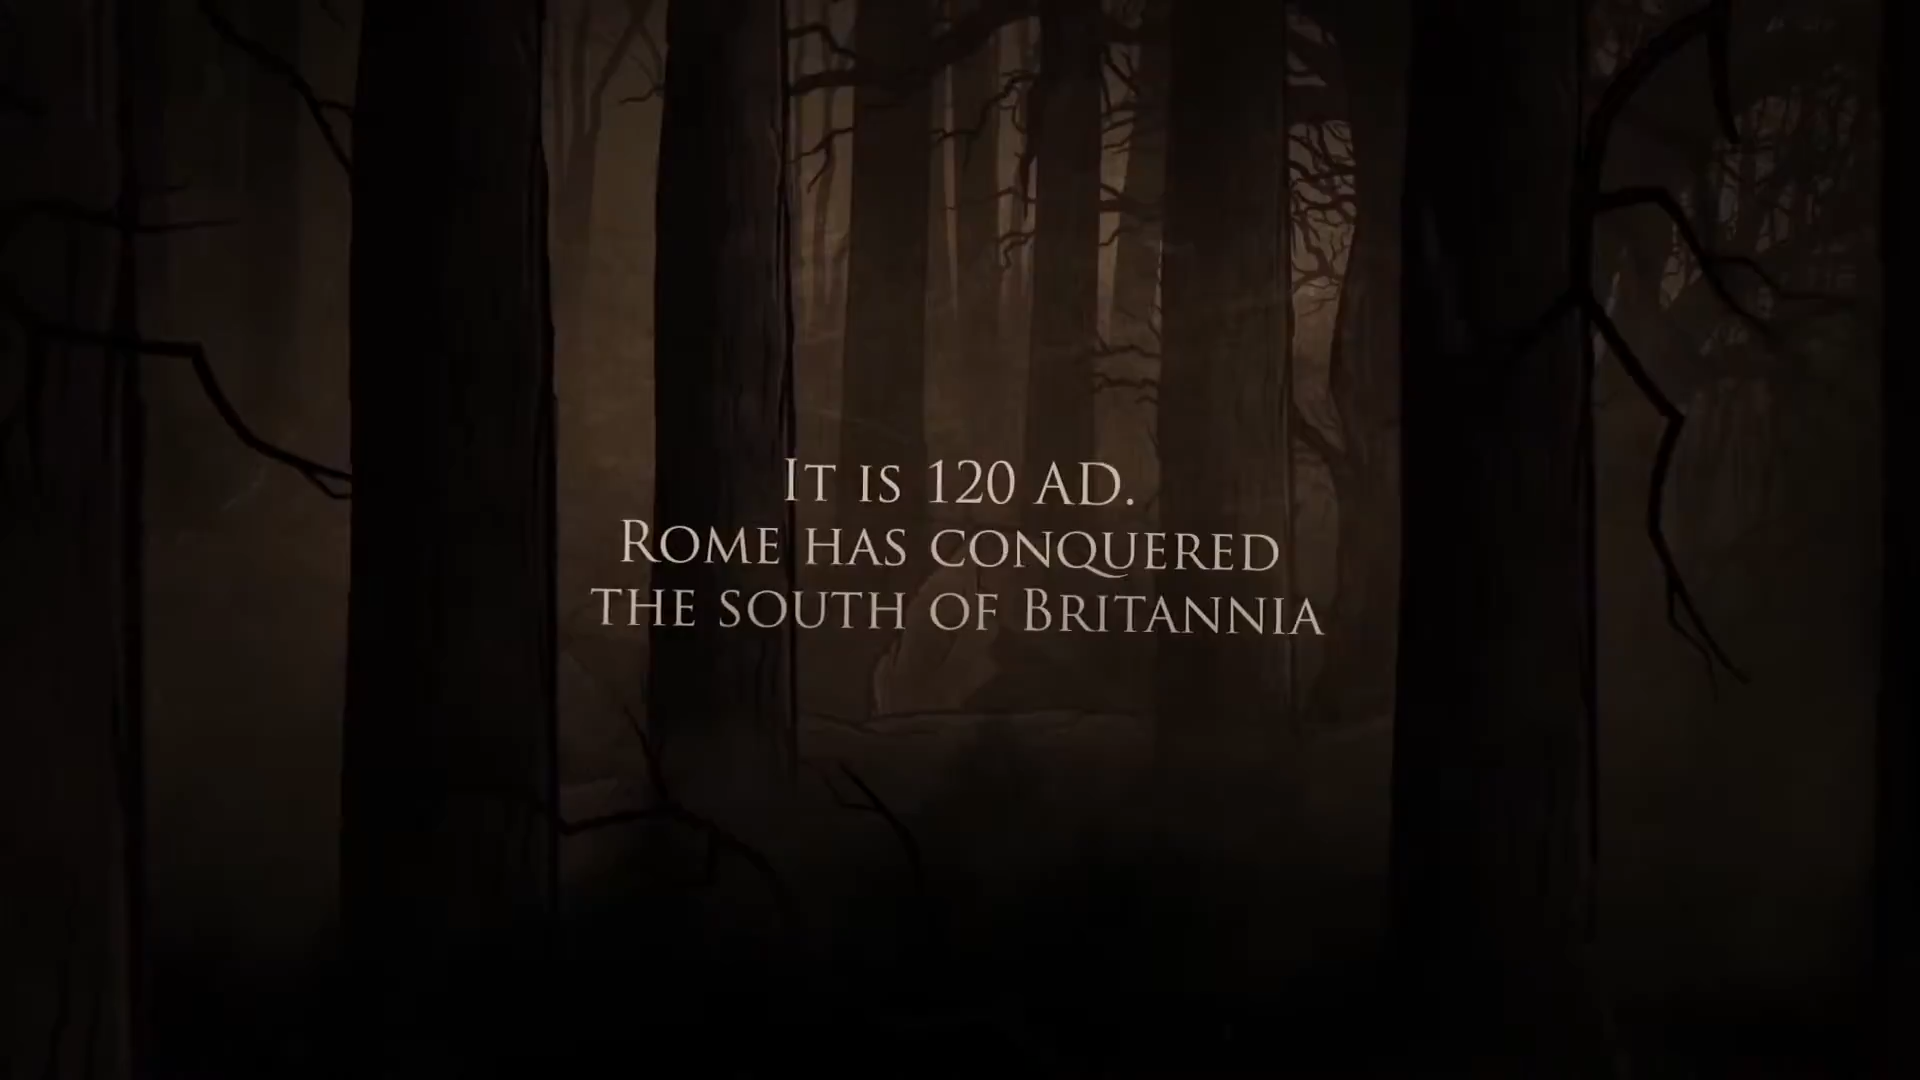 It is 120 AD.
Rome has conquered
the south of Britannia